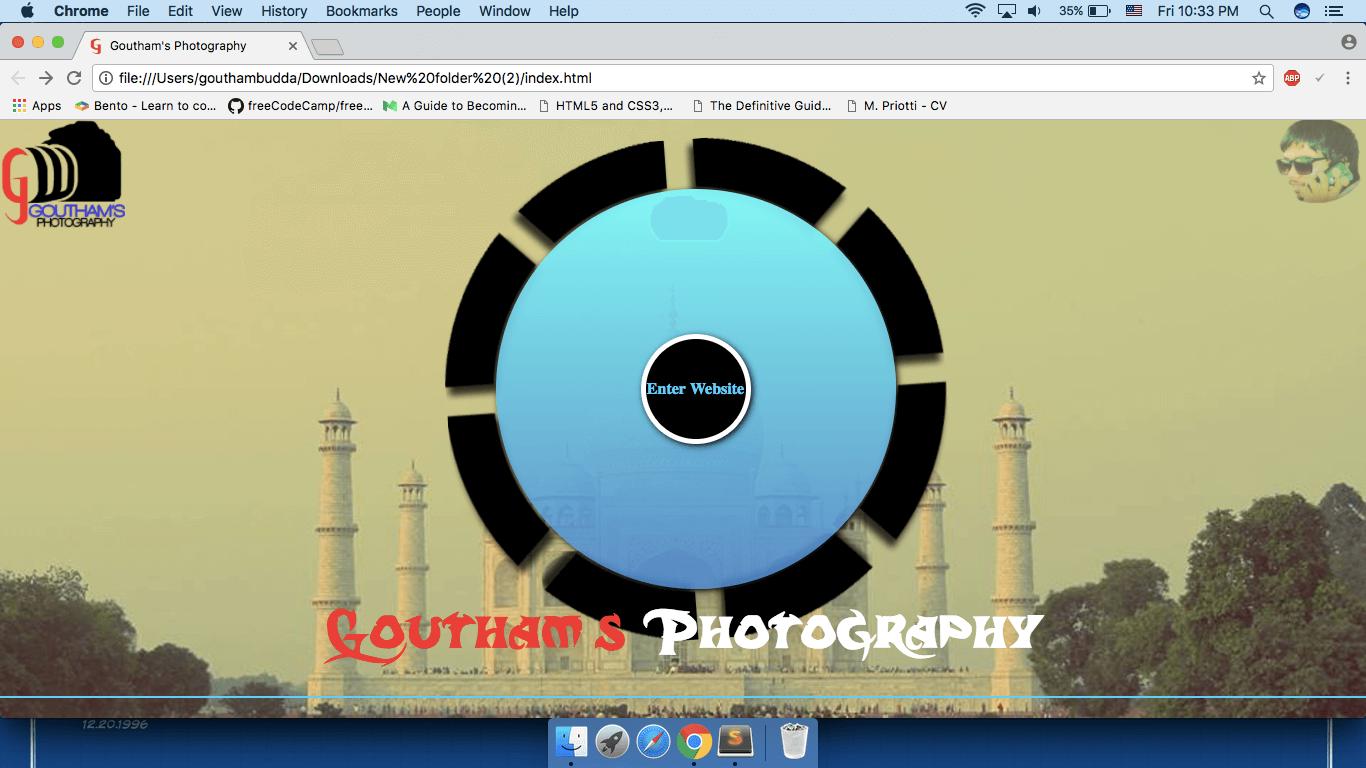 Chrome File Edit View History Bookmarks People Window Help 35% Fri 10:33 PM
G Goutham's Photography
file:///Users/gouthambudda/Downloads/New%20folder%20(2)/index.html ABP
Apps Bento - Learn to co... freeCodeCamp/free... A Guide to Becomin... HTML5 and CSS3,... The Definitive Guid... M. Priotti - CV
G
GOUTHAM'S
PHOTOGRAPHY
Enter Website
Goutham s Photography
12.20.1996
S